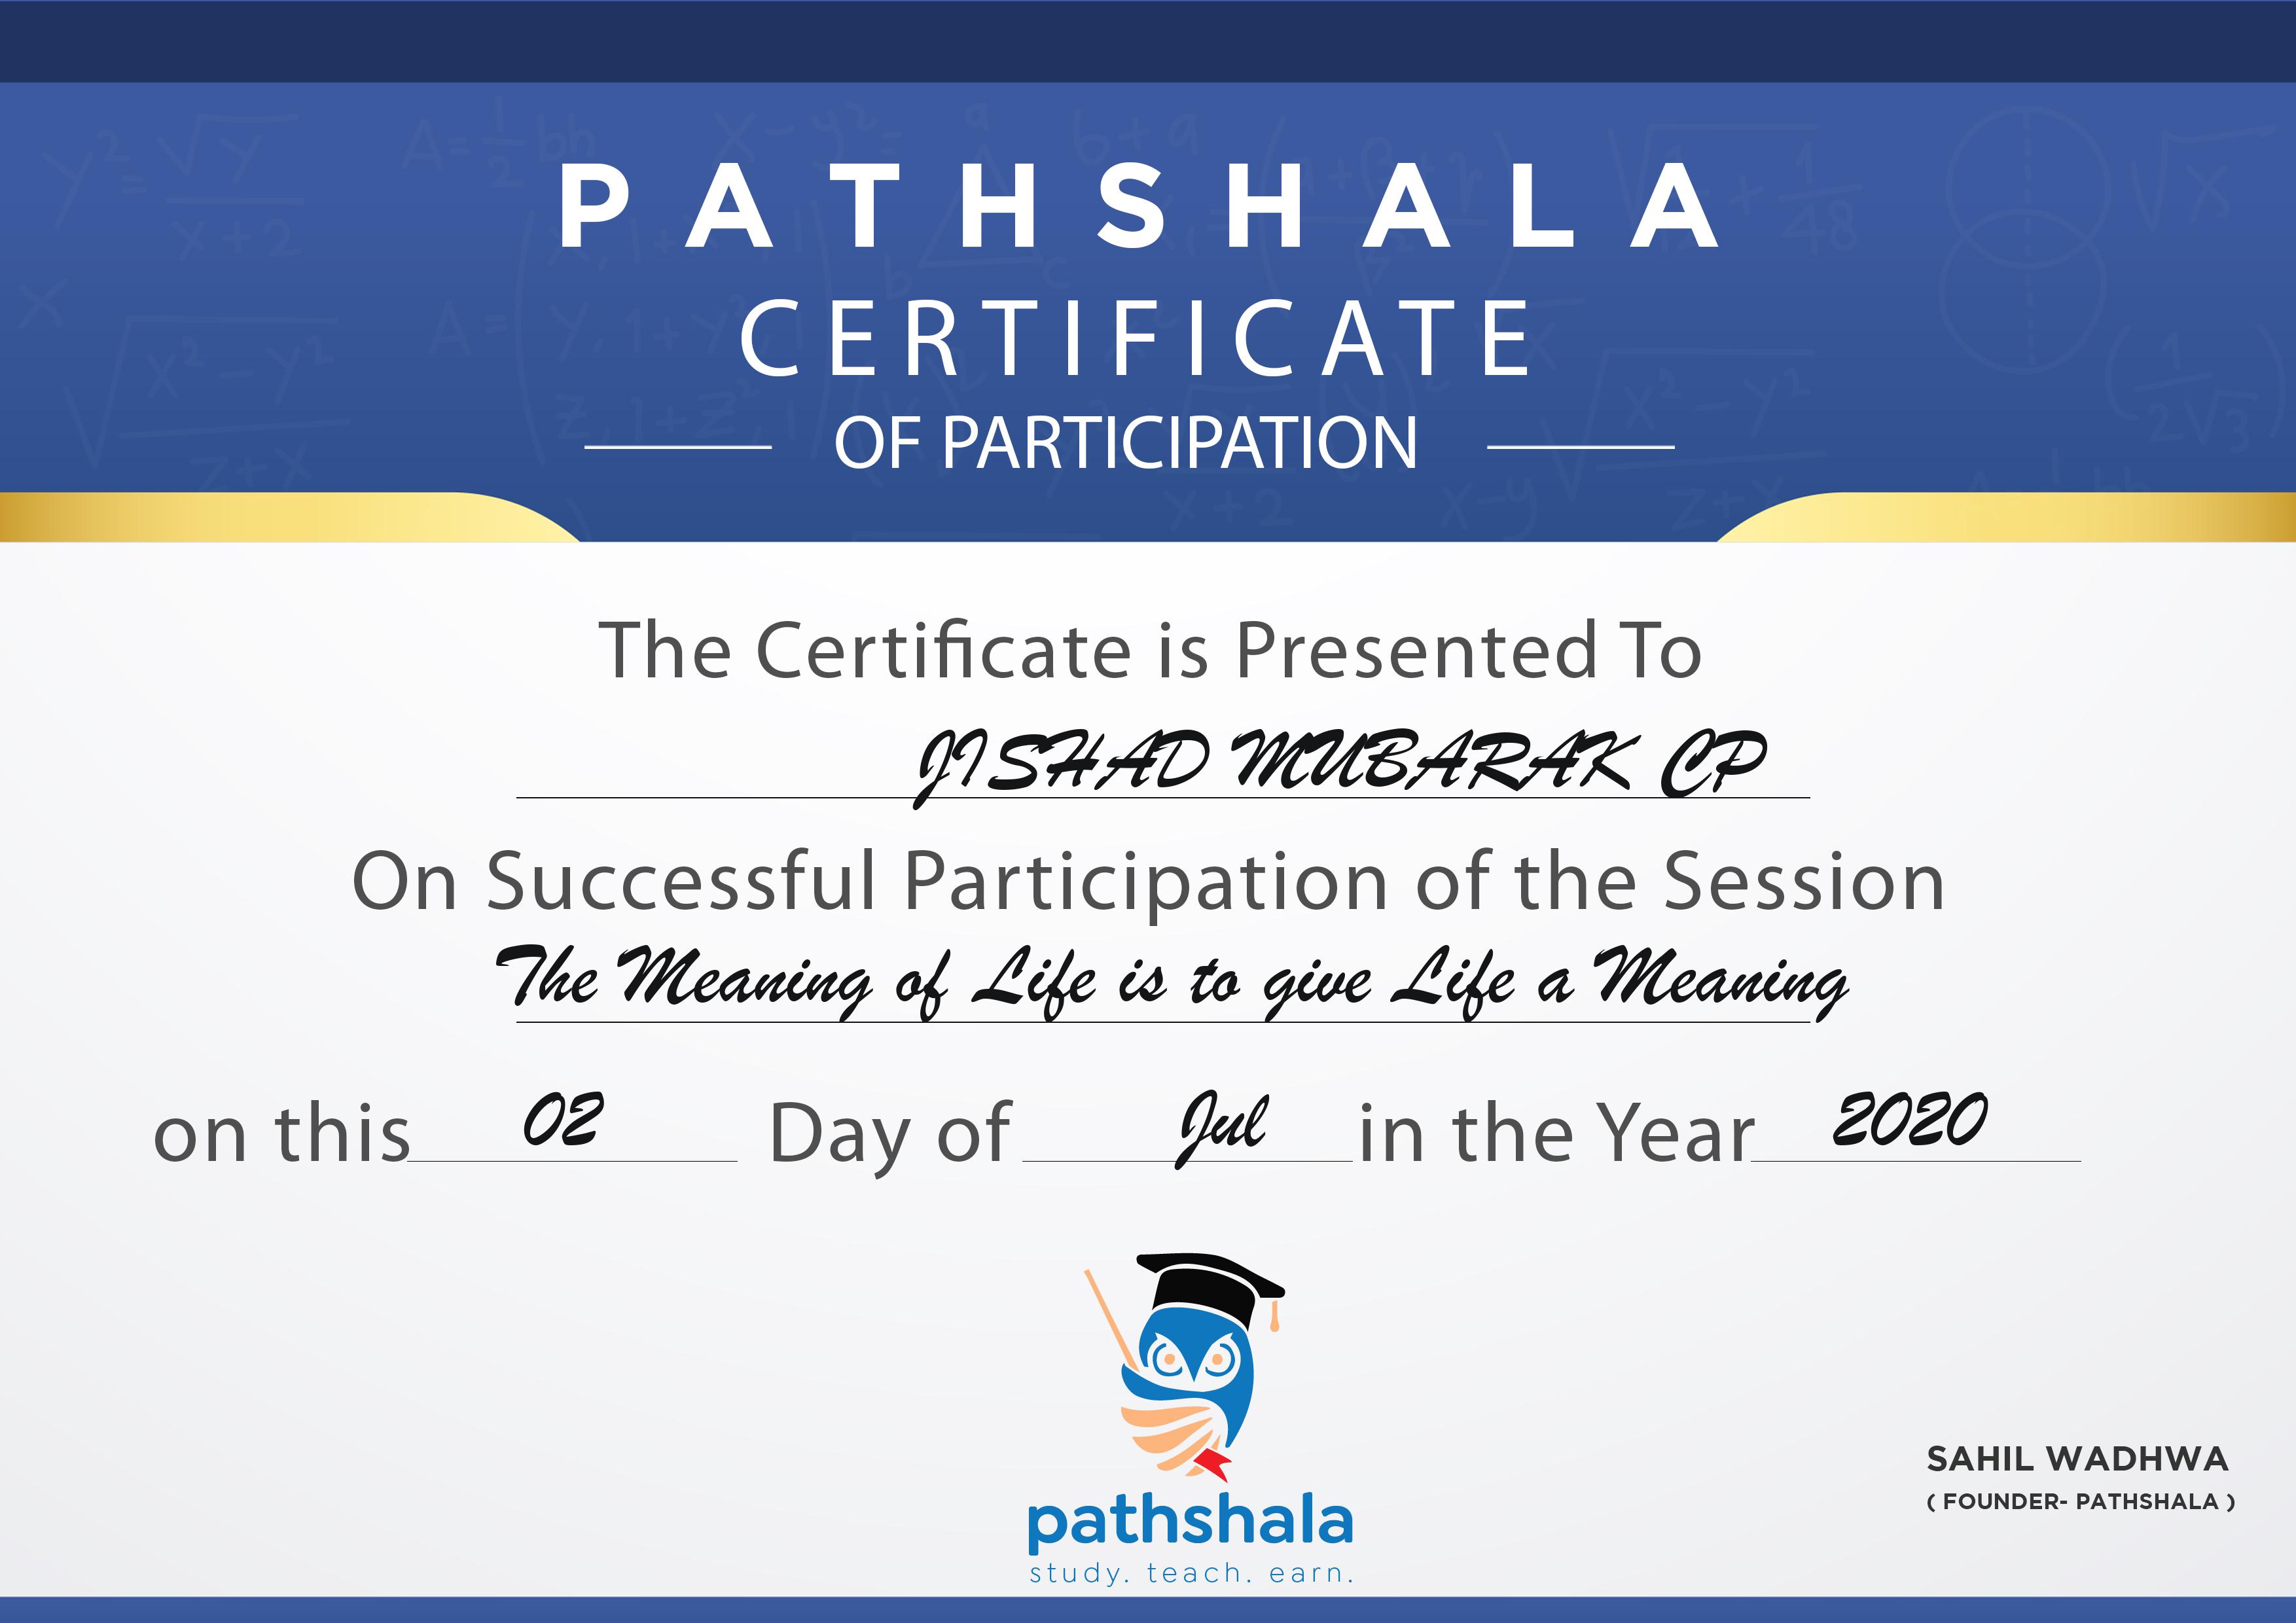 PATHSHALA
CERTIFICATE
OF PARTICIPATION
The Certificate is Presented To
JISHAD MUBARAK CP
On Successful Participation of the Session
The Meaning of Life is to give Life a Meaning
on this 02 Day of Jul in the Year 2020
pathshala
study. teach. earn.
SAHIL WADHWA
( FOUNDER- PATHSHALA )